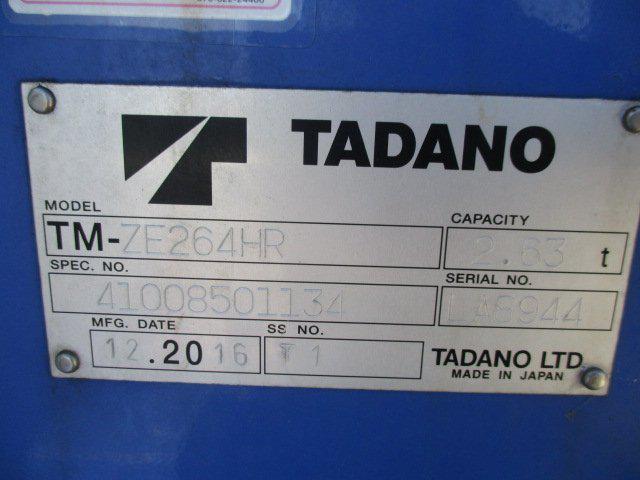 TADANO
MODEL
TM-ZE264HR
CAPACITY
2.63 t
SPEC. NO.
41008501134
SERIAL NO.
LA8944
MFG. DATE
12.2016
SS NO.
T1
TADANO LTD
MADE IN JAPAN